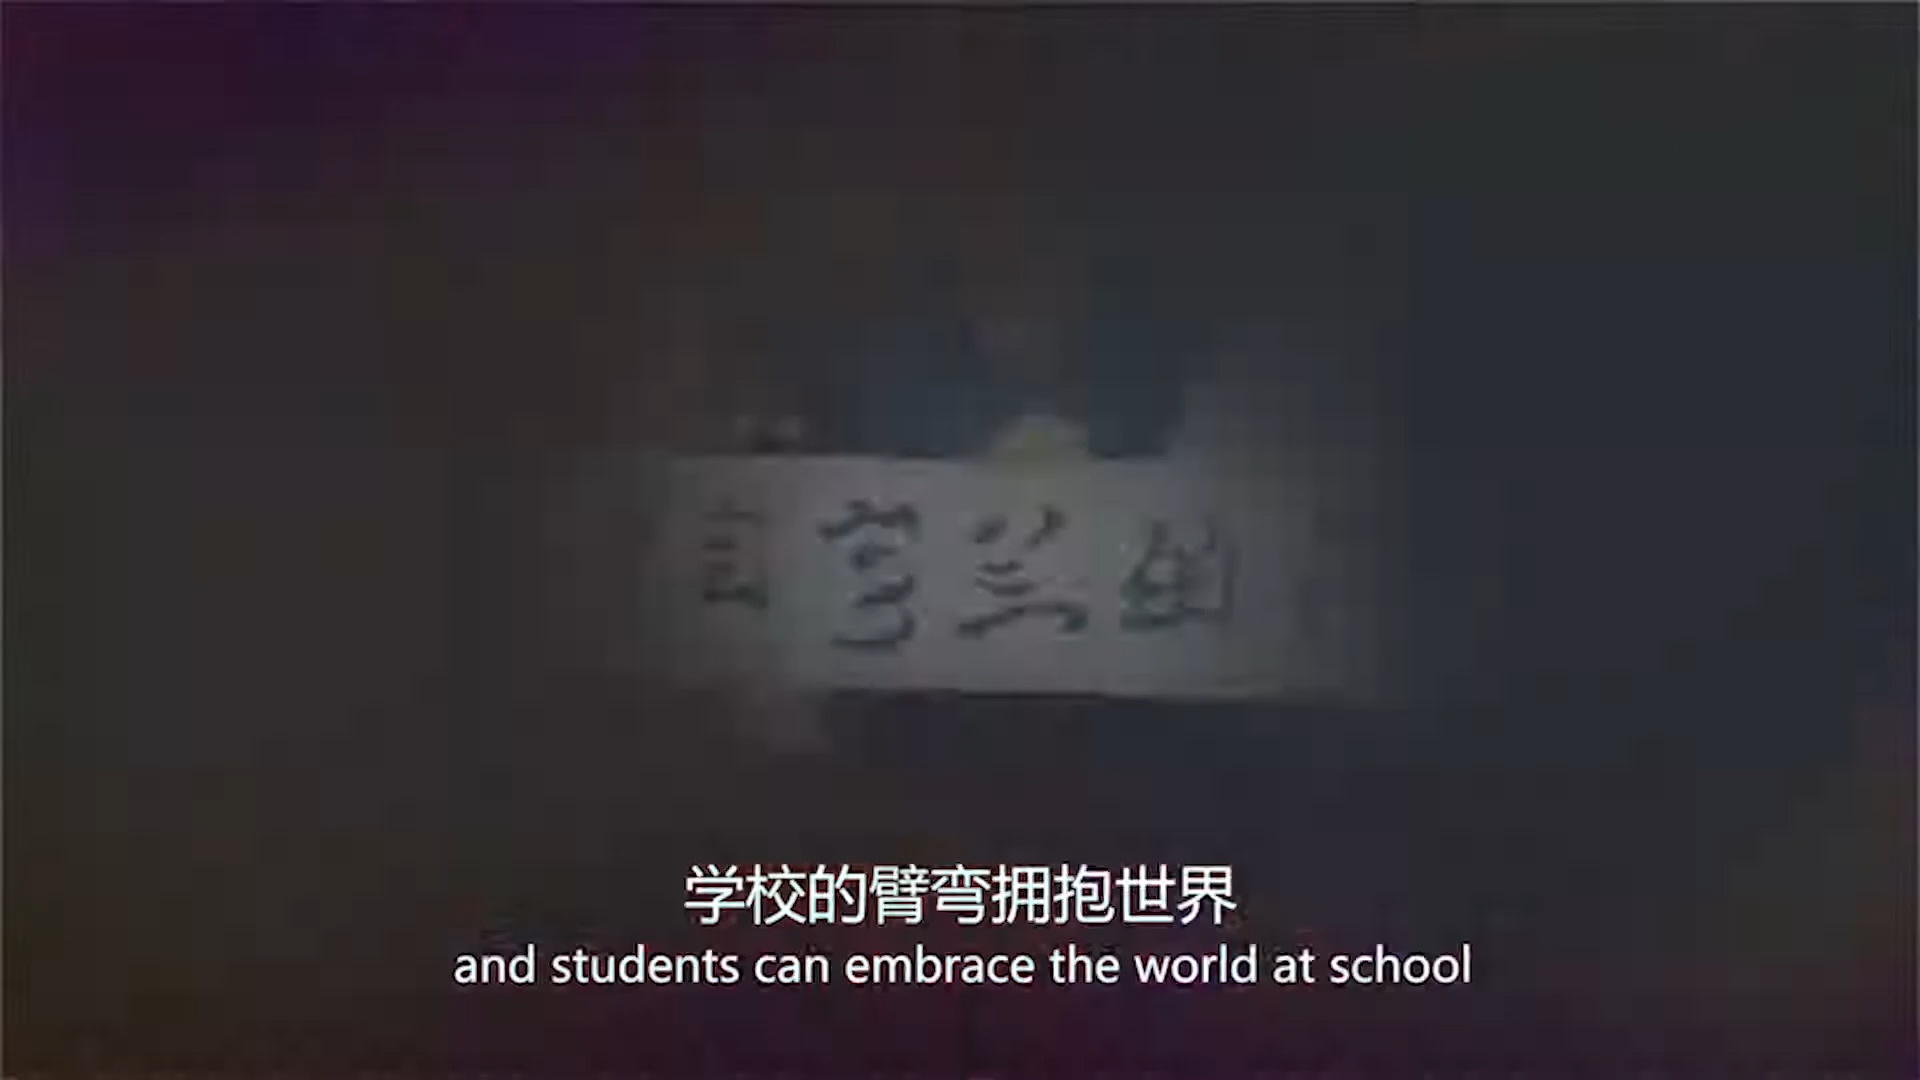 学校的臂弯拥抱世界
and students can embrace the world at school